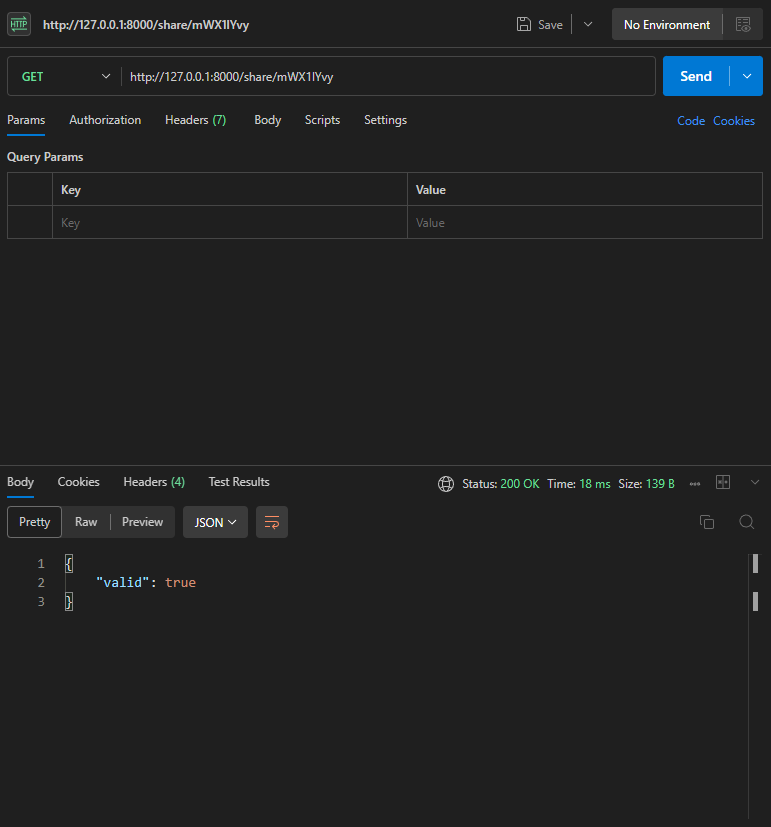 HTTP http://127.0.0.1:8000/share/mWX1lYvy Save No Environment
GET http://127.0.0.1:8000/share/mWX1lYvy Send
Params Authorization Headers (7) Body Scripts Settings Code Cookies
Query Params
Key Value
Key Value
Body Cookies Headers (4) Test Results Status: 200 OK Time: 18 ms Size: 139 B
Pretty Raw Preview JSON
1 {
2 "valid": true
3 }